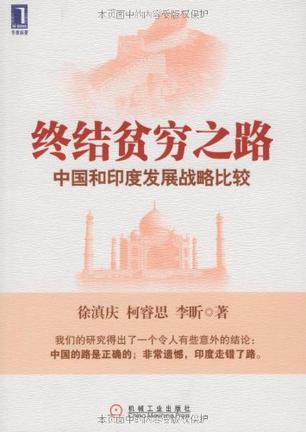 本页面中的内容受版权保护
终结贫穷之路
中国和印度发展战略比较
徐滇庆 柯睿思 李昕◎著
我们的研究得出了一个令人有些意外的结论：
中国的路是正确的；非常遗憾，印度走错了路。
机械工业出版社
本页面中的内容受版权保护